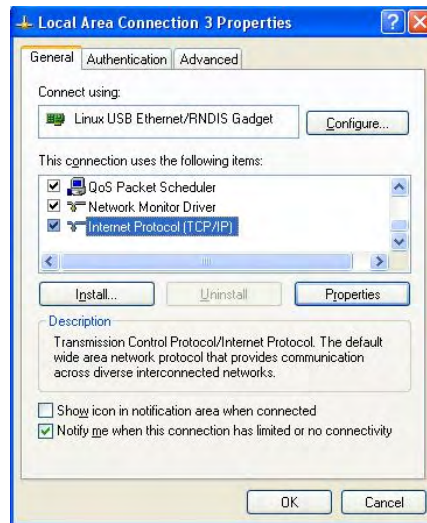 Local Area Connection 3 Properties
General Authentication Advanced
Connect using:
Linux USB Ethernet/RNDIS Gadget
Configure...
This connection uses the following items:
QoS Packet Scheduler
Network Monitor Driver
Internet Protocol (TCP/IP)
Install... Uninstall Properties
Description
Transmission Control Protocol/Internet Protocol. The default
wide area network protocol that provides communication
across diverse interconnected networks.
Show icon in notification area when connected
Notify me when this connection has limited or no connectivity
OK Cancel